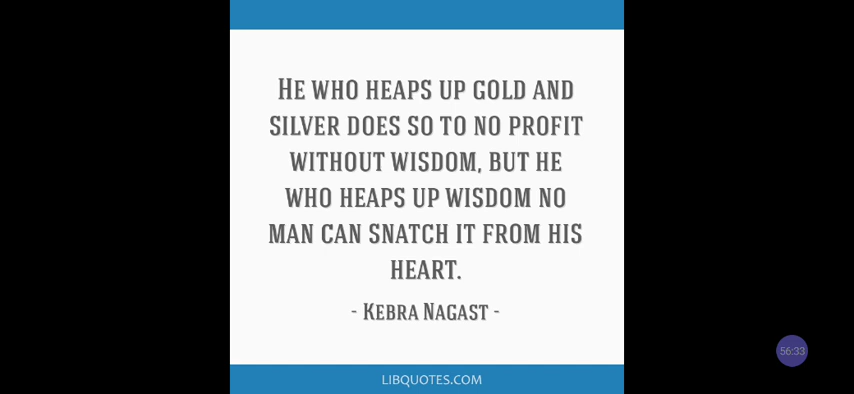 He who heaps up gold and
silver does so to no profit
without wisdom, but he
who heaps up wisdom no
man can snatch it from his
heart.
- Kebra Nagast -
56:33
LIBQUOTES.COM